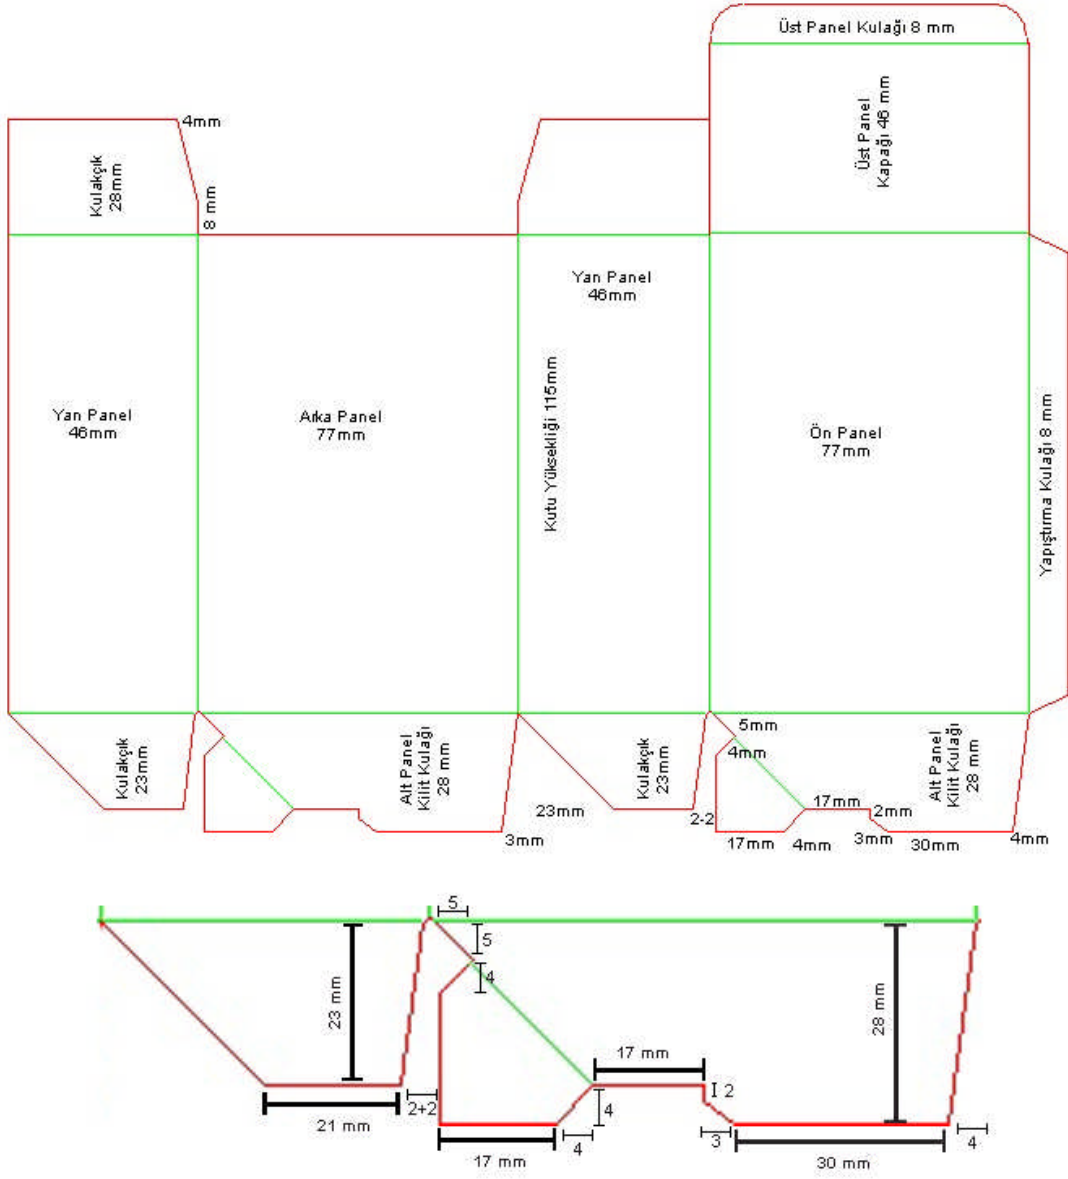 Üst Panel Kulağı 8 mm
Üst Panel
Kapağı 46 mm
4mm
Kulakçık
28mm
8 mm
Yan Panel
46mm
Yan Panel
46mm
Arka Panel
77mm
Kutu Yüksekliği 115mm
Ön Panel
77mm
Yapıştırma Kulağı 8 mm
Kulakçık
23mm
Alt Panel
Kilit Kulağı
28 mm
3mm
23mm
Kulakçık
23mm
2-2
5mm
4mm
17mm
2mm
17mm
4mm
3mm
30mm
4mm
Alt Panel
Kilit Kulağı
28 mm
5
5
4
23 mm
28 mm
17 mm
2
2+2
4
21 mm
4
3
4
17 mm
30 mm